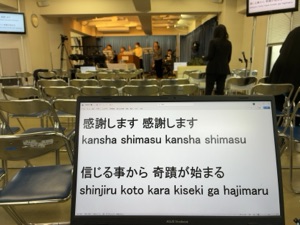 感謝します 感謝します
kansha shimasu kansha shimasu
信じる事から 奇蹟が始まる
shinjiru koto kara kiseki ga hajimaru